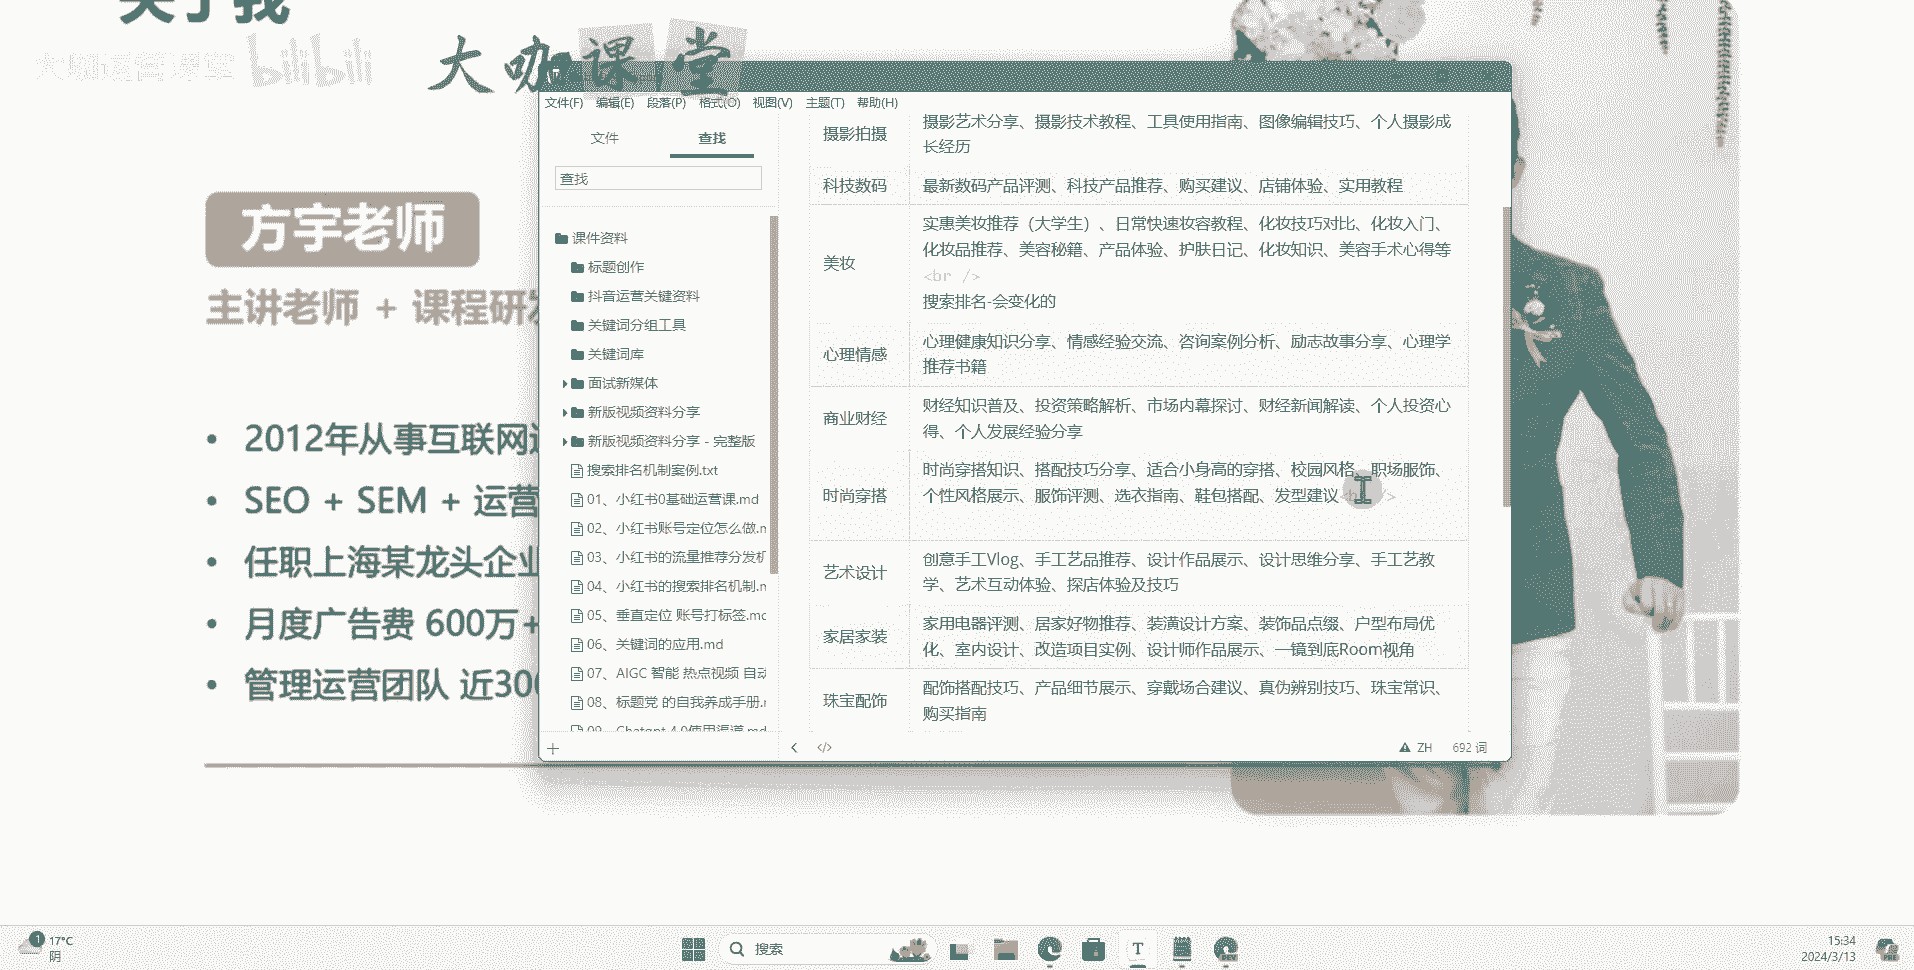 关于我
大咖运营课堂 bilibili
大咖课堂
方宇老师
主讲老师 + 课程研
2012年从事互联网
SEO + SEM + 运营
任职上海某龙头企业
月度广告费 600万+
管理运营团队 近30
文件(F) 编辑(E) 段落(P) 格式(O) 视图(V) 主题(T) 帮助(H)
文件 查找
查找
课件资料
标题创作
抖音运营关键资料
关键词分组工具
关键词库
面试新媒体
新版视频资料分享
新版视频资料分享 - 完整版
搜索排名机制案例.txt
01、小红书0基础运营课.md
02、小红书账号定位怎么做.m
03、小红书的流量推荐分发机
04、小红书的搜索排名机制.m
05、垂直定位 账号打标签.mc
06、关键词的应用.md
07、AIGC 智能 热点视频 自动
08、标题党 的自我养成手册.r
09、Chatgpt 4.0使用渠道.md
摄影拍摄
摄影艺术分享、摄影技术教程、工具使用指南、图像编辑技巧、个人摄影成
长经历
科技数码
最新数码产品评测、科技产品推荐、购买建议、店铺体验、实用教程
美妆
实惠美妆推荐（大学生）、日常快速妆容教程、化妆技巧对比、化妆入门、
化妆品推荐、美容秘籍、产品体验、护肤日记、化妆知识、美容手术心得等
<br />
搜索排名-会变化的
心理情感
心理健康知识分享、情感经验交流、咨询案例分析、励志故事分享、心理学
推荐书籍
商业财经
财经知识普及、投资策略解析、市场内幕探讨、财经新闻解读、个人投资心
得、个人发展经验分享
时尚穿搭
时尚穿搭知识、搭配技巧分享、适合小身高的穿搭、校园风格、职场服饰、
个性风格展示、服饰评测、选衣指南、鞋包搭配、发型建议<br />
艺术设计
创意手工Vlog、手工艺品推荐、设计作品展示、设计思维分享、手工艺教
学、艺术互动体验、探店体验及技巧
家居家装
家用电器评测、居家好物推荐、装潢设计方案、装饰品点缀、户型布局优
化、室内设计、改造项目实例、设计师作品展示、一镜到底Room视角
珠宝配饰
配饰搭配技巧、产品细节展示、穿戴场合建议、真伪辨别技巧、珠宝常识、
购买指南
ZH 692 词
1
17°C
阴
搜索
T
DEV
15:34
2024/3/13
PRE